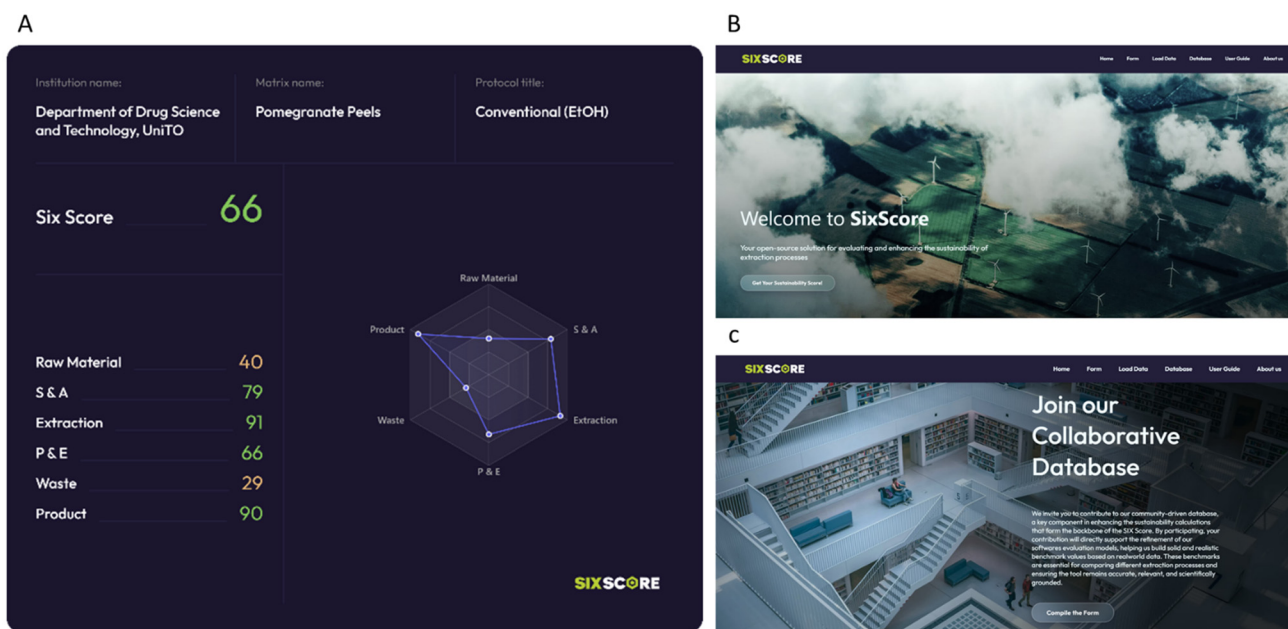 A
Institution name:
Department of Drug Science
and Technology, UniTO
Matrix name:
Pomegranate Peels
Protocol title:
Conventional (EtOH)
Six Score
66
Raw Material
40
S & A
79
Extraction
91
P & E
66
Waste
29
Product
90
Raw Material
S & A
Extraction
P & E
Waste
Product
SIXSCORE
B
SIXSCORE
Home
Form
Load Data
Database
User Guide
About us
Welcome to SixScore
Your open-source solution for evaluating and enhancing the sustainability of
extraction processes
Get Your Sustainability Score!
C
SIXSCORE
Home
Form
Load Data
Database
User Guide
About us
Join our
Collaborative
Database
We invite you to contribute to our community-driven database,
a key component in enhancing the sustainability calculations
that form the backbone of the SIX Score. By participating, your
contribution will directly support the refinement of our
softwares evaluation models, helping us build solid and realistic
benchmark values based on realworld data. These benchmarks
are essential for comparing different extraction processes and
ensuring the tool remains accurate, relevant, and scientifically
grounded.
Compile the Form